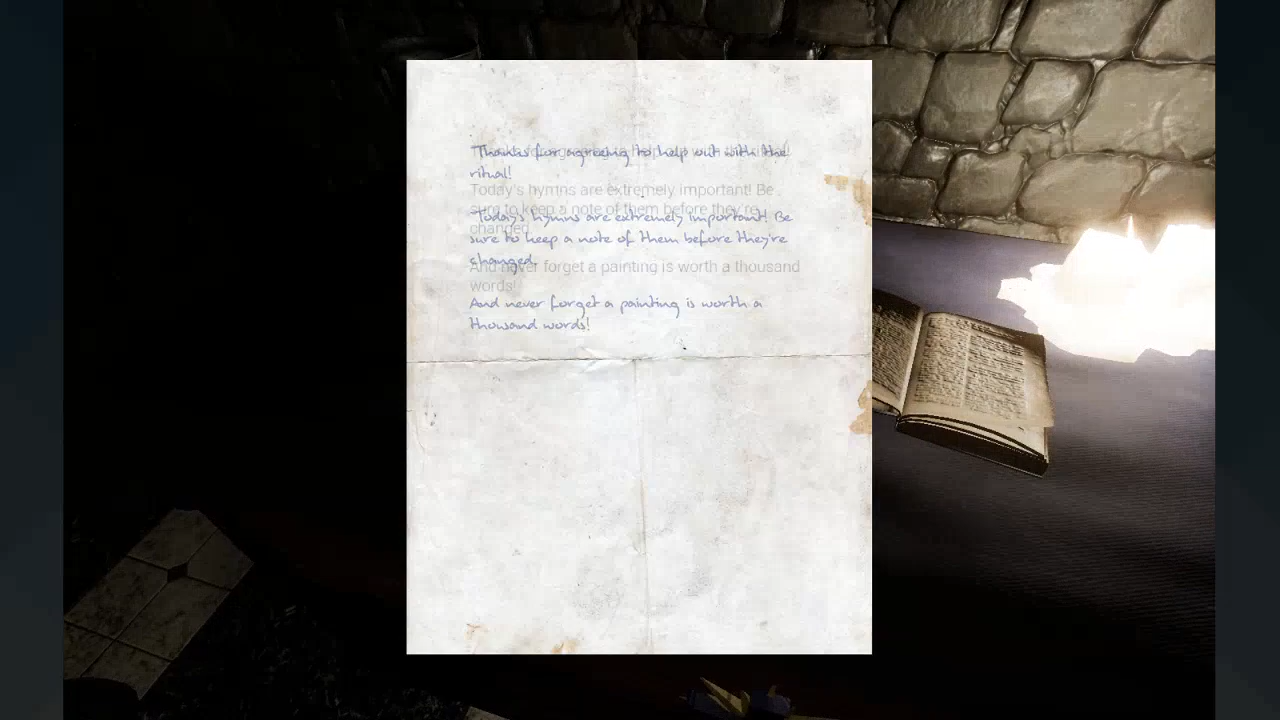 Thanks for agreeing to help out with the
ritual!
Today's hymns are extremely important! Be
sure to keep a note of them before they're
changed.
And never forget a painting is worth a
thousand words!
Today's hymns are extremely important! Be
sure to keep a note of them before they're
changed.
And never forget a painting is worth a thousand
words!